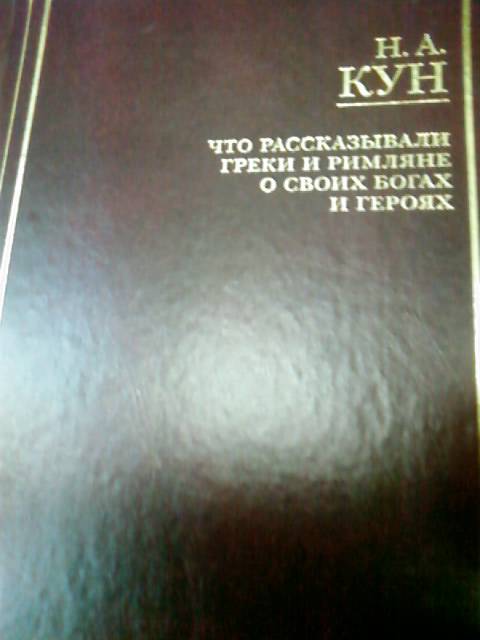 Н. А.
КУН
ЧТО РАССКАЗЫВАЛИ
ГРЕКИ И РИМЛЯНЕ
О СВОИХ БОГАХ
И ГЕРОЯХ